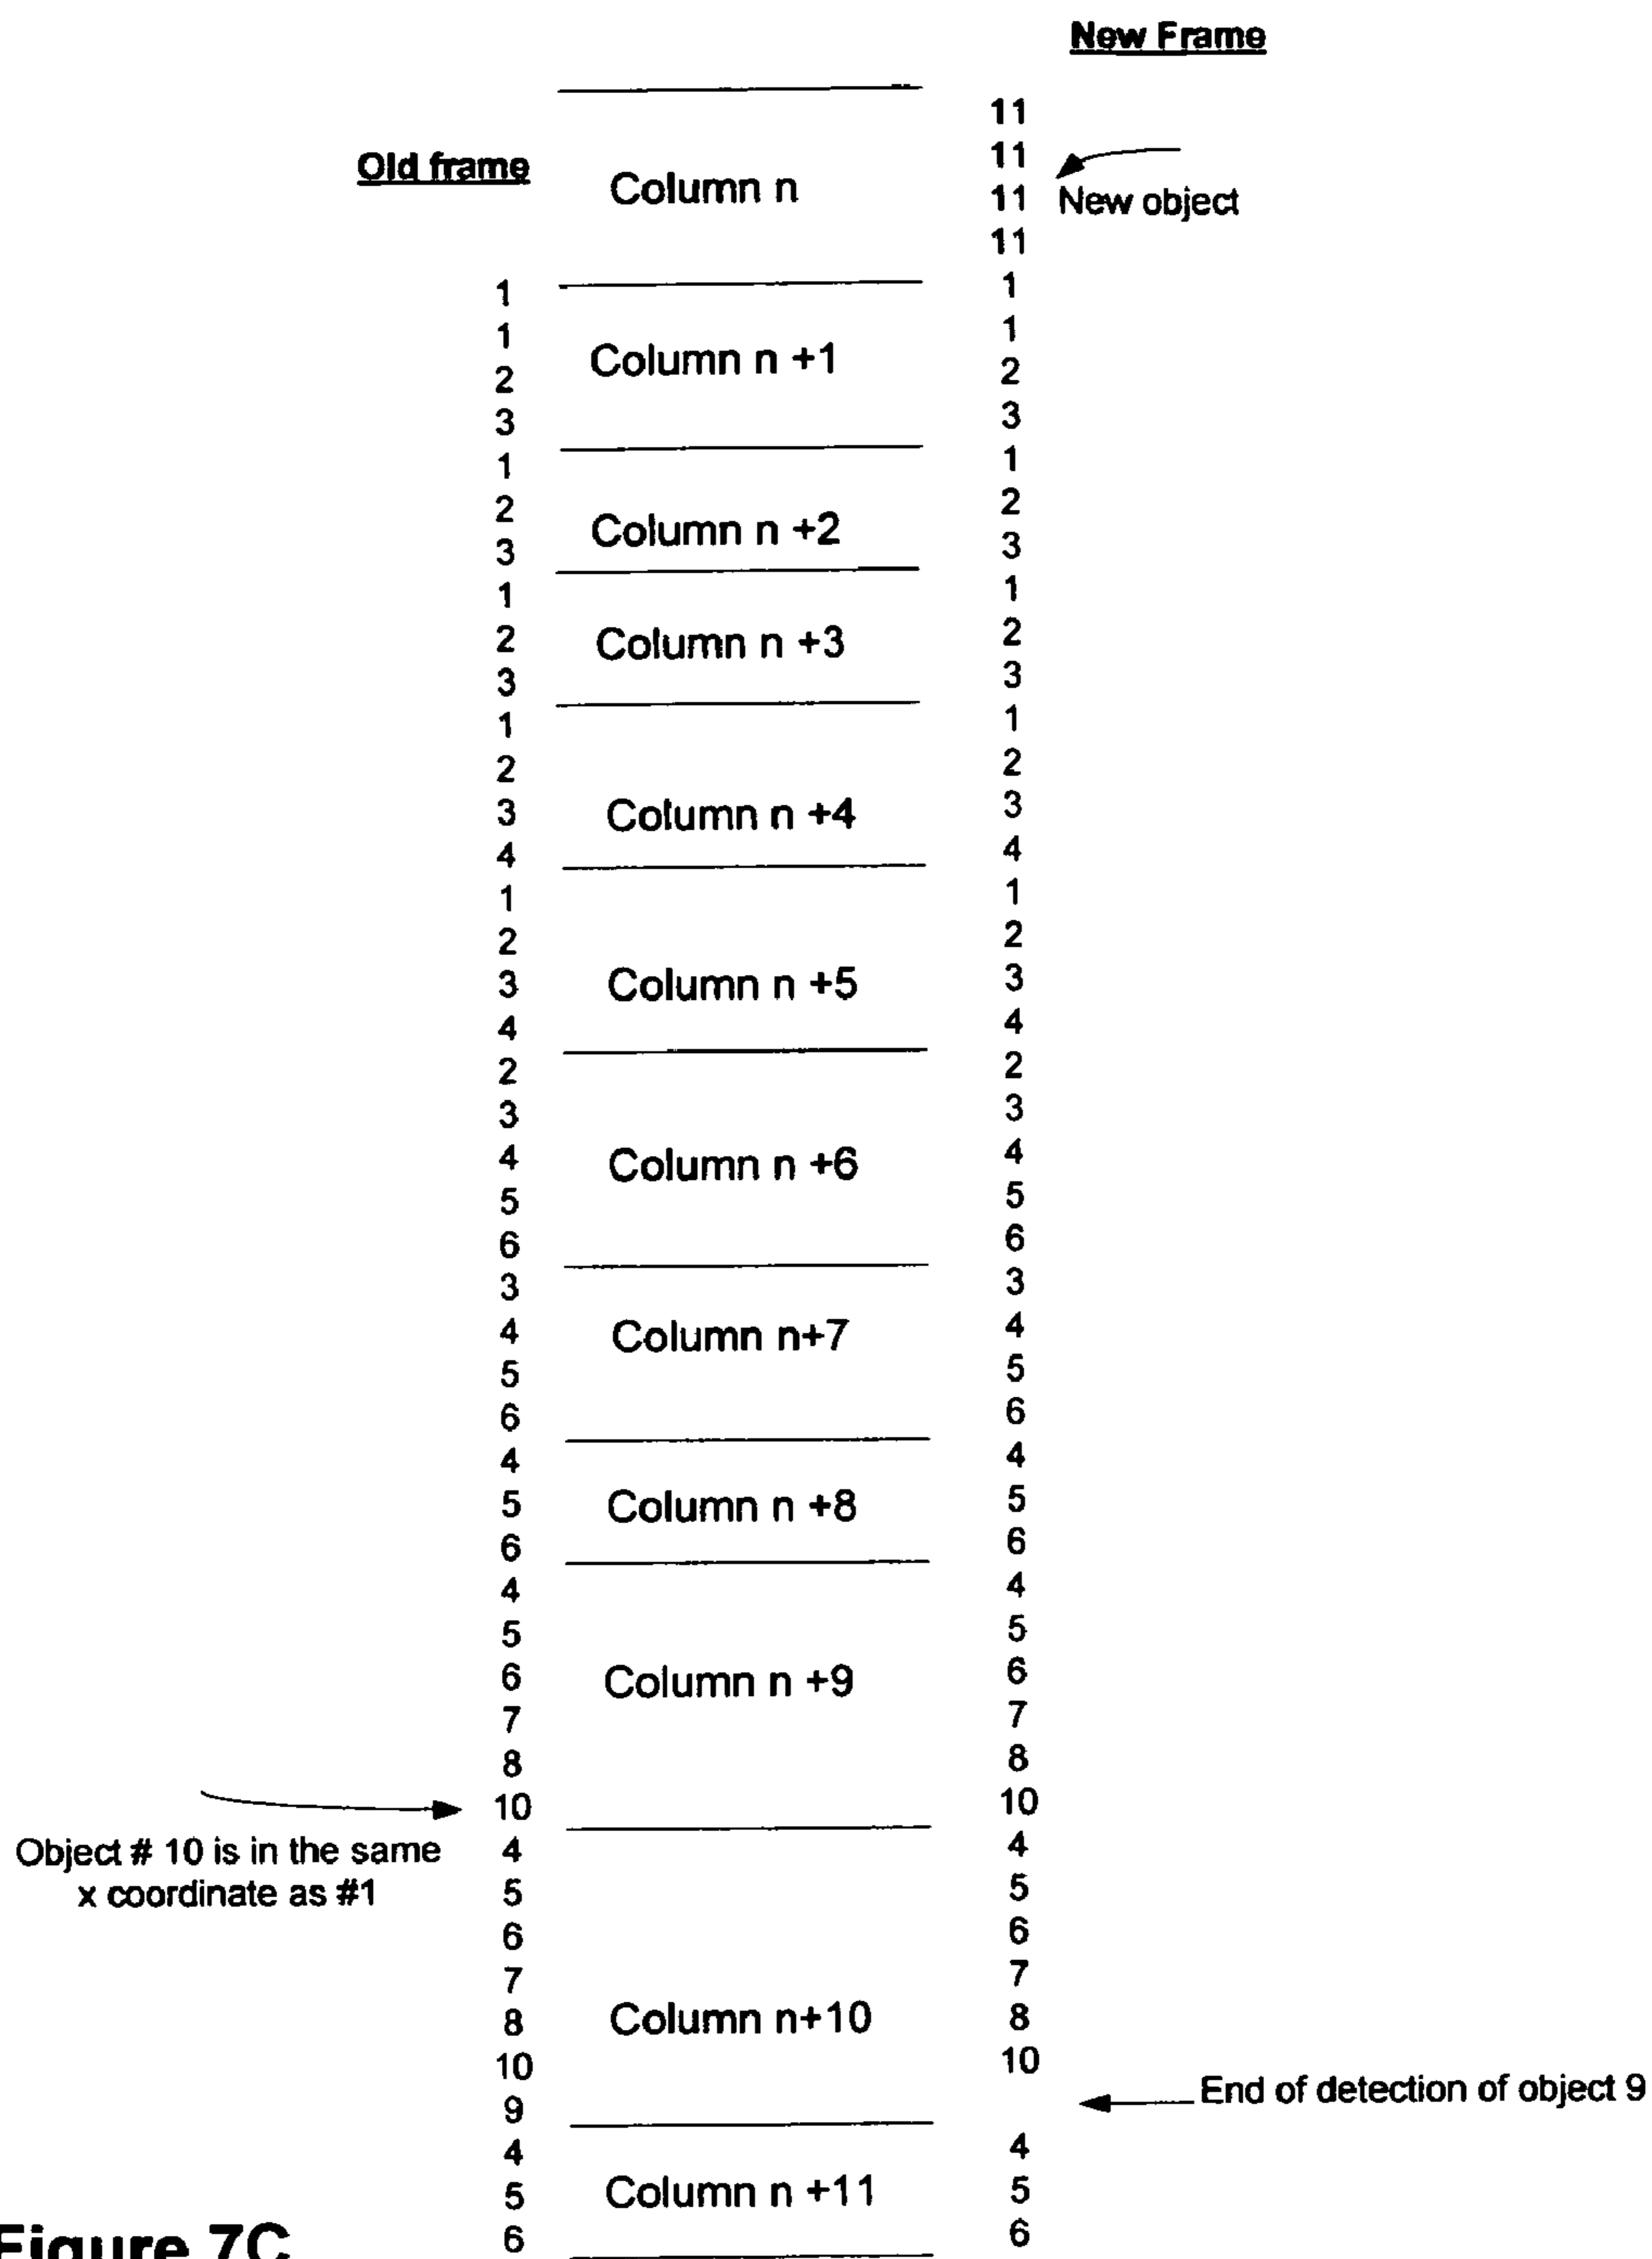 New Frame
11
Old frame 11
Column n 11 New object
11
1 1
1 1
Column n +1
2 2
3 3
1 1
2 2
Column n +2
3 3
1 1
2 Column n +3 2
3 3
1 1
2 2
3 Column n +4 3
4 4
1 1
2 2
3 Column n +5 3
4 4
2 2
3 3
4 Column n +6 4
5 5
6 6
3 3
4 Column n+7 4
5 5
6 6
4 4
5 Column n +8 5
6 6
4 4
5 5
6 Column n +9 6
7 7
8 8
10 10
Object # 10 is in the same 4 4
x coordinate as #1 5 5
6 6
7 7
8 Column n+10 8
10 10
9 End of detection of object 9
4 4
5 Column n +11 5
6 6
Figure 7C